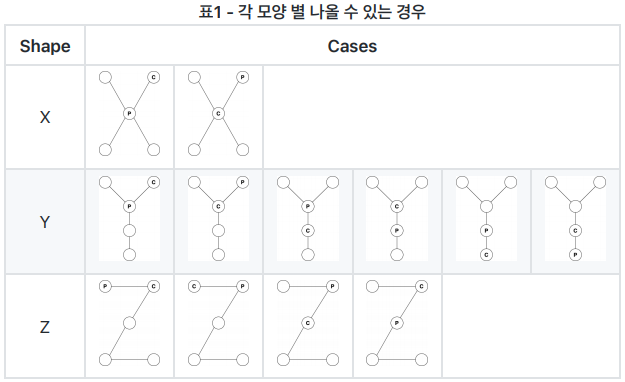 표1 - 각 모양 별 나올 수 있는 경우
Shape Cases
C P
X P C
C P
P C P C
Y C P P C
C P
P C C P P C
Z C P